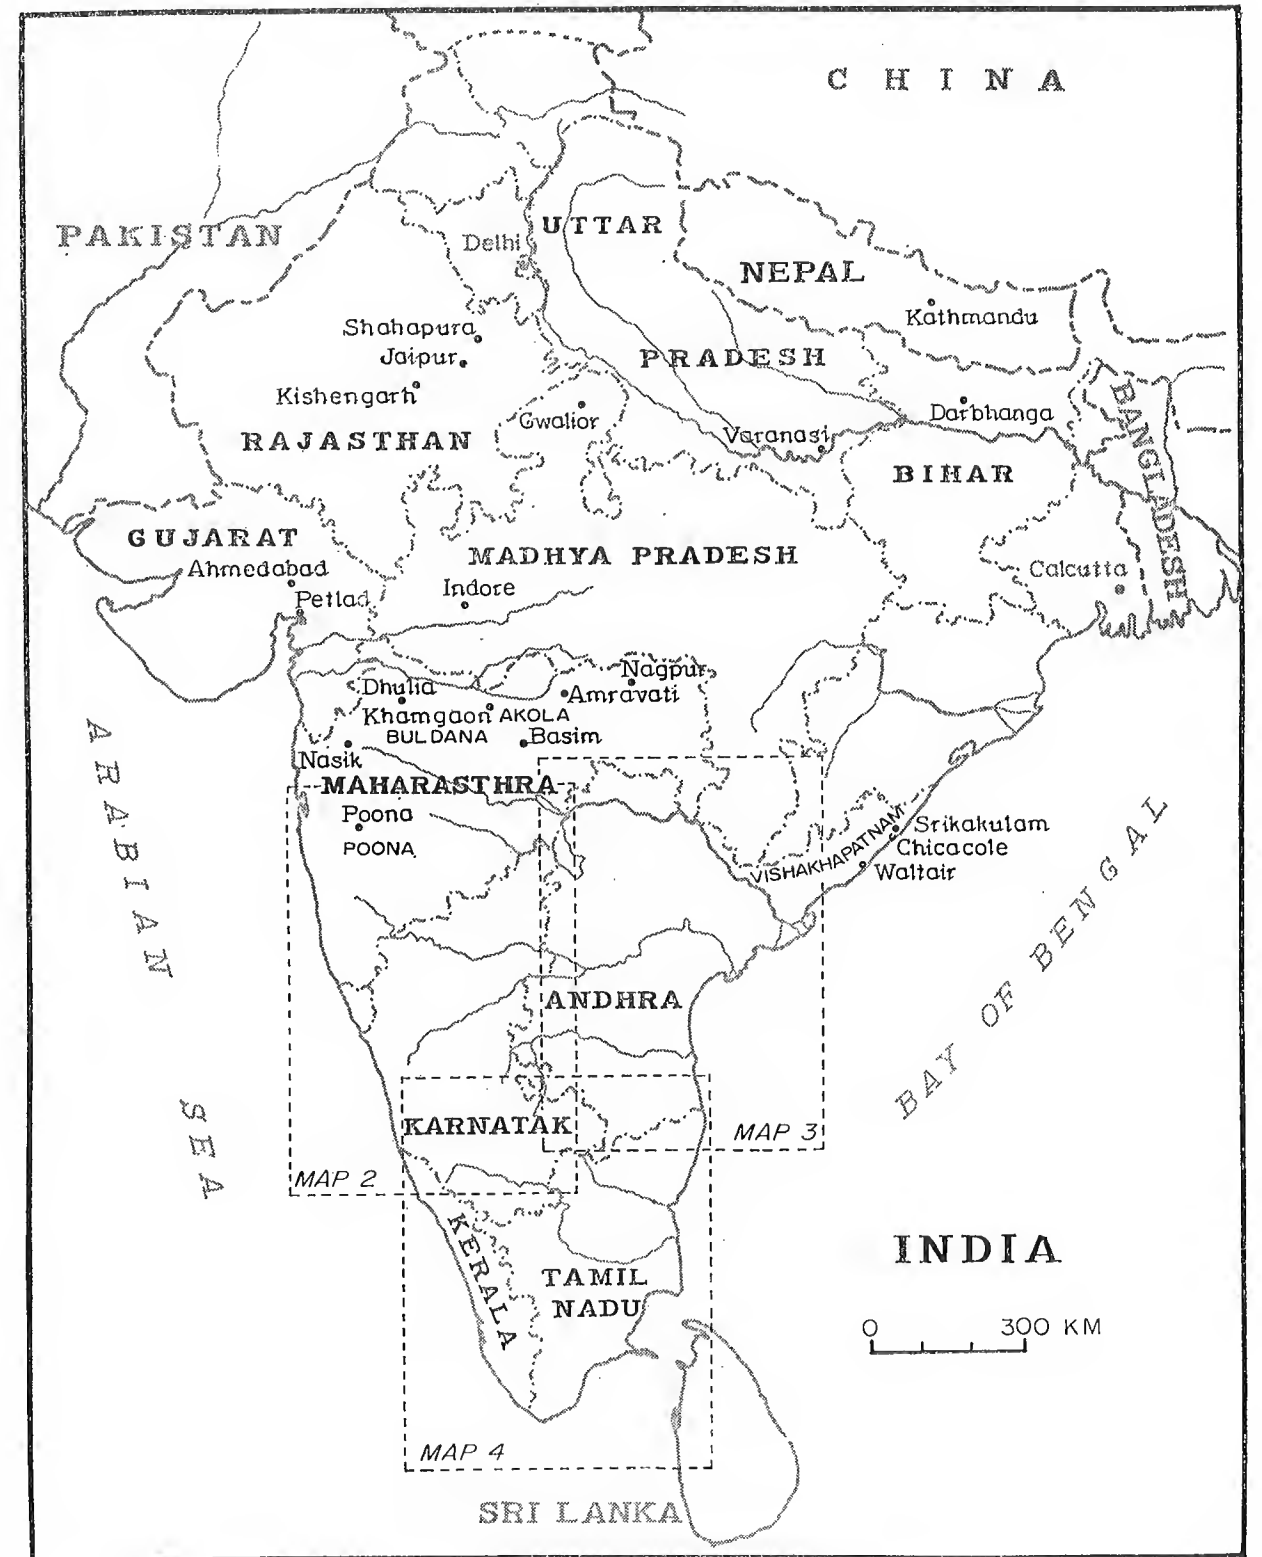 CHINA
PAKISTAN
UTTAR
Delhi
NEPAL
Kathmandu
Shahapura
Jaipur
PRADESH
Kishengarh
Gwalior
Darbhanga
BANGLADESH
RAJASTHAN
Varanasi
BIHAR
GUJARAT
MADHYA PRADESH
Ahmedabad
Calcutta
Petlad
Indore
Nagpur
Dhulia
Amravati
Khamgaon
AKOLA
BULDANA
Basim
Nasik
MAHARASTHRA
Poona
POONA
VISHAKHAPATNAM
Srikakulam
Chicacole
Waltair
ARABIAN SEA
BAY OF BENGAL
ANDHRA
KARNATAK
MAP 3
MAP 2
KERALA
INDIA
TAMIL
NADU
0 300 KM
MAP 4
SRI LANKA